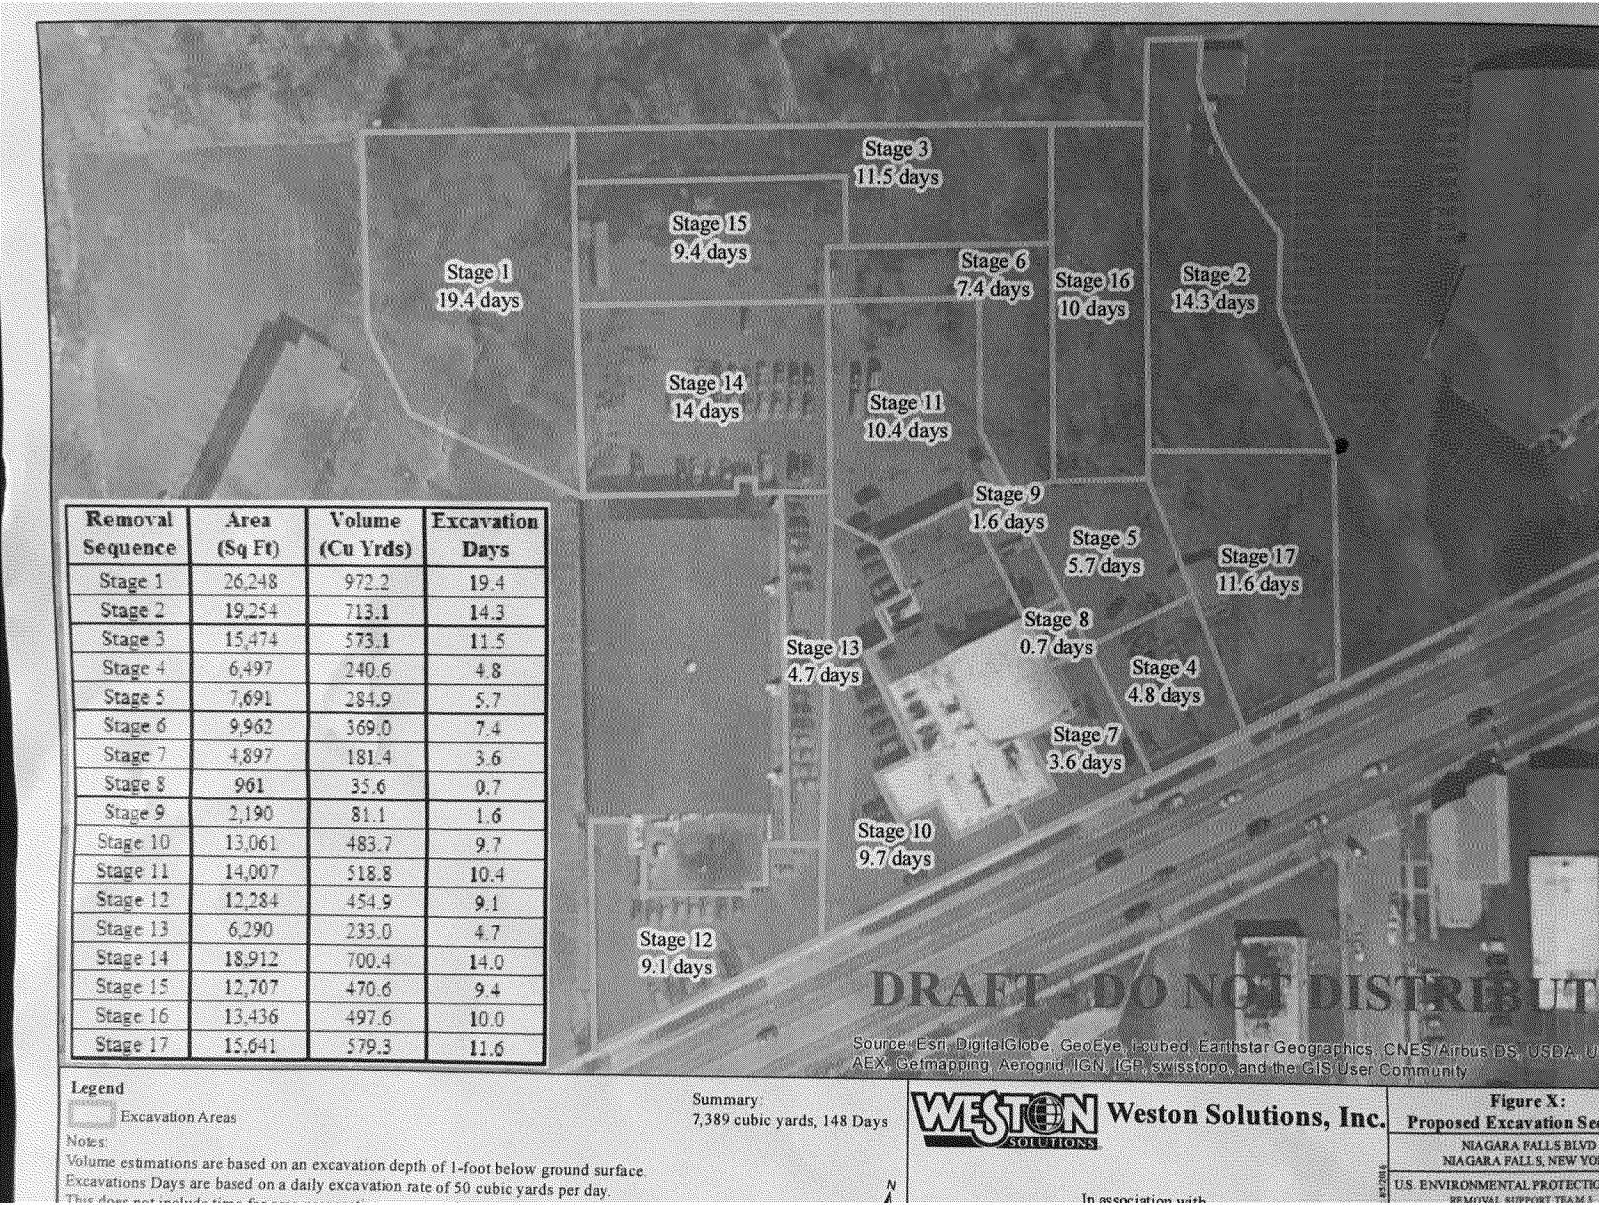 Stage 3
11.5 days
Stage 15
9.4 days
Stage 6
7.4 days
Stage 1
19.4 days
Stage 16
10 days
Stage 2
14.3 days
Stage 14
14 days
Stage 11
10.4 days
Stage 9
1.6 days
Stage 5
5.7 days
Stage 17
11.6 days
Stage 8
0.7 days
Stage 13
4.7 days
Stage 4
4.8 days
Stage 7
3.6 days
Stage 10
9.7 days
Stage 12
9.1 days
Removal Sequence Area (Sq Ft) Volume (Cu Yrds) Excavation Days
Stage 1 26,248 972.2 19.4
Stage 2 19,254 713.1 14.3
Stage 3 15,474 573.1 11.5
Stage 4 6,497 240.6 4.8
Stage 5 7,691 284.9 5.7
Stage 6 9,962 369.0 7.4
Stage 7 4,897 181.4 3.6
Stage 8 961 35.6 0.7
Stage 9 2,190 81.1 1.6
Stage 10 13,061 483.7 9.7
Stage 11 14,007 518.8 10.4
Stage 12 12,284 454.9 9.1
Stage 13 6,290 233.0 4.7
Stage 14 18,912 700.4 14.0
Stage 15 12,707 470.6 9.4
Stage 16 13,436 497.6 10.0
Stage 17 15,641 579.3 11.6
DRAFT - DO NOT DISTRIBUT
Source: Esri, DigitalGlobe, GeoEye, i-cubed, Earthstar Geographics, CNES/Airbus DS, USDA, U
AEX, Getmapping, Aerogrid, IGN, IGP, swisstopo, and the GIS User Community
Legend
Excavation Areas
Notes:
Volume estimations are based on an excavation depth of 1-foot below ground surface.
Excavations Days are based on a daily excavation rate of 50 cubic yards per day.
This does not include time for
Summary:
7,389 cubic yards, 148 Days
N
WESTON
SOLUTIONS
Weston Solutions, Inc.
In association with
Figure X:
Proposed Excavation Se
NIAGARA FALLS BLVD
NIAGARA FALLS, NEW YO
U.S. ENVIRONMENTAL PROTECTIO
REMOVAL SUPPORT TEAM 3